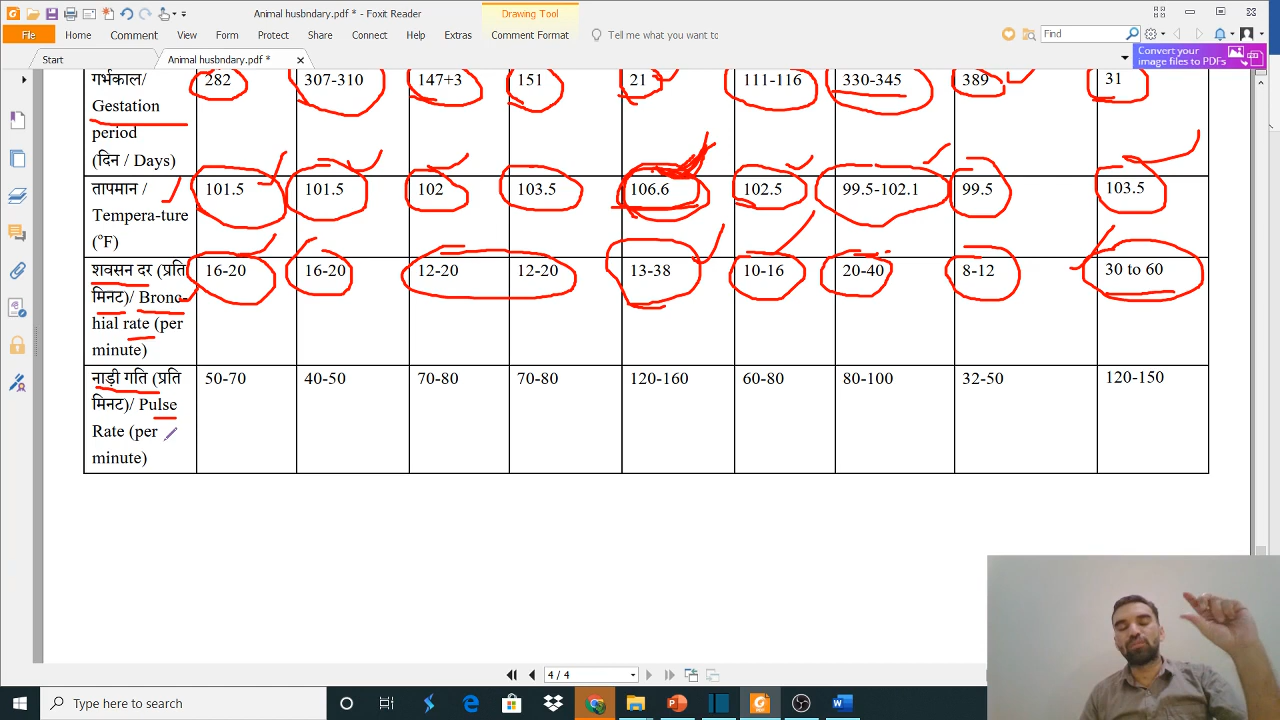 Animal husbndary.pdf * - Foxit Reader
Drawing Tool
File Home Comment View Form Protect Share Connect Help Extras Comment Format Tell me what you want to
Find
Start Animal husbndary.pdf *
Convert your
image files to PDFs
गर्भकाल/ 282 307-310 147+3 151 21 111-116 330-345 389 31
Gestation
period
(दिन / Days)
तापमान / 101.5 101.5 102 103.5 106.6 102.5 99.5-102.1 99.5 103.5
Tempera-ture
(°F)
शवसन दर (प्रति 16-20 16-20 12-20 12-20 13-38 10-16 20-40 8-12 30 to 60
मिनट)/ Bronc-
hial rate (per
minute)
नाड़ी गति (प्रति 50-70 40-50 70-80 70-80 120-160 60-80 80-100 32-50 120-150
मिनट)/ Pulse
Rate (per
minute)
4 / 4
Type here to search